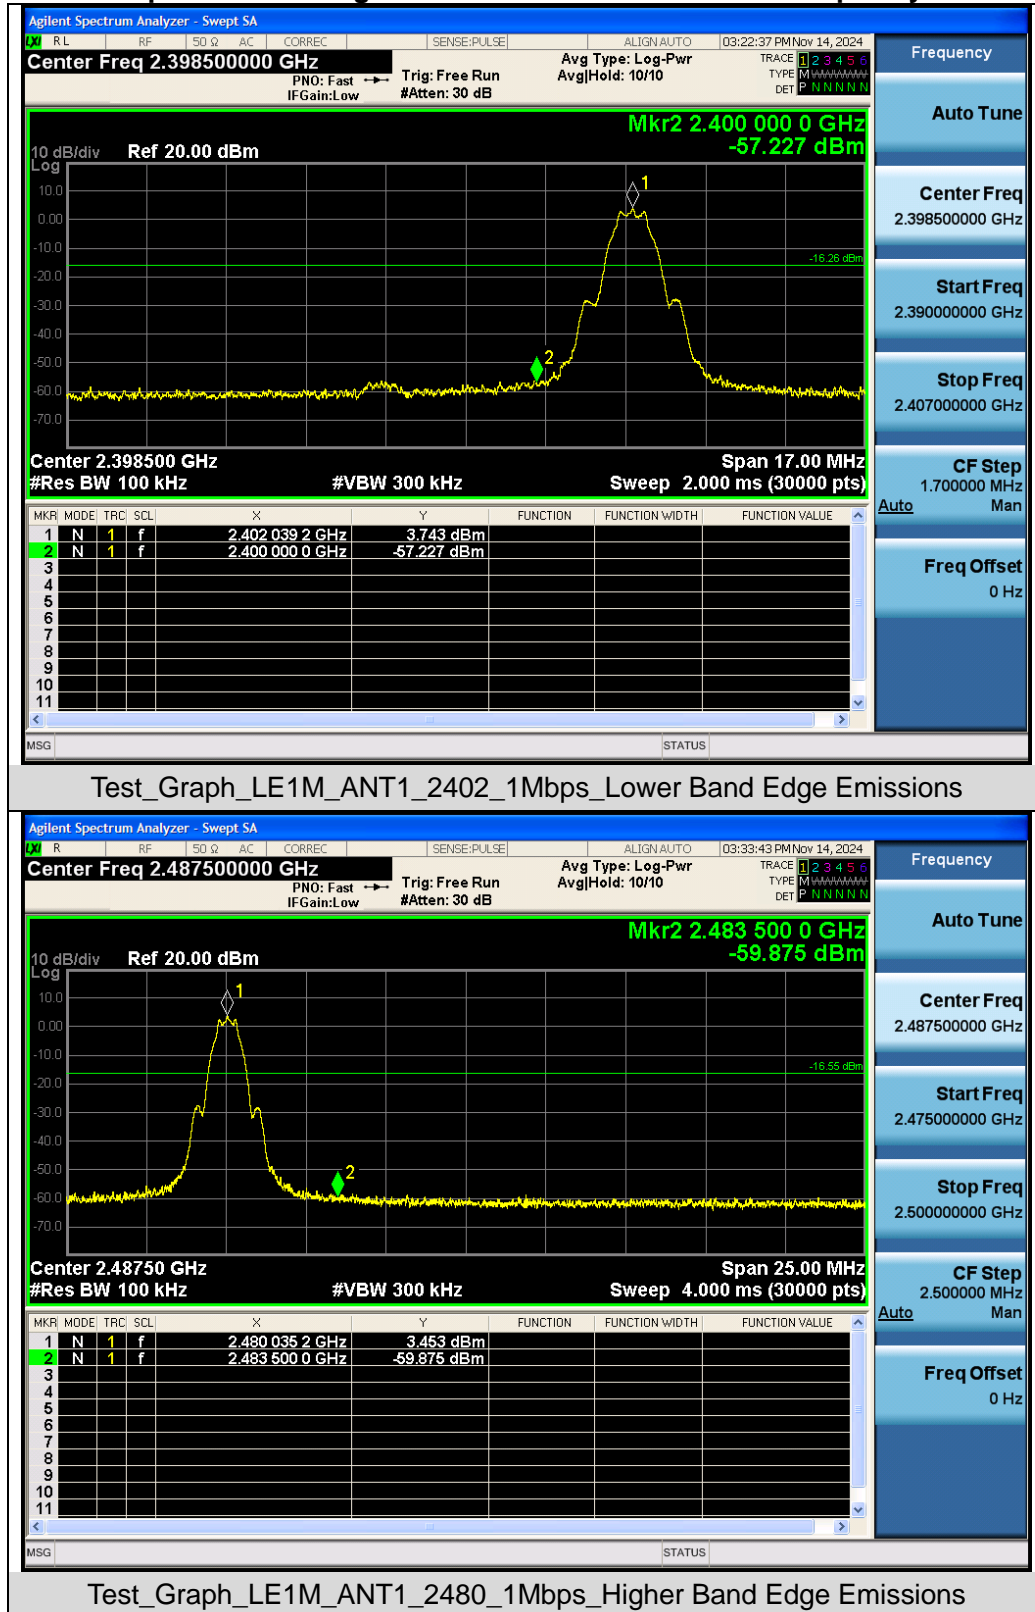 Agilent Spectrum Analyzer - Swept SA
LXI RL RF 50 Ω AC CORREC SENSE:PULSE ALIGN AUTO 03:22:37 PM Nov 14, 2024
Center Freq 2.398500000 GHz
PNO: Fast
IFGain:Low
Trig: Free Run
#Atten: 30 dB
Avg Type: Log-Pwr
Avg|Hold: 10/10
TRACE 1 2 3 4 5 6
TYPE M WWWWW
DET P N N N N N
Frequency
Auto Tune
Mkr2 2.400 000 0 GHz
-57.227 dBm
10 dB/div Ref 20.00 dBm
Log
10.0
0.00
-10.0
-20.0
-30.0
-40.0
-50.0
-60.0
-70.0
1
2
-16.26 dBm
Center 2.398500 GHz Span 17.00 MHz
#Res BW 100 kHz #VBW 300 kHz Sweep 2.000 ms (30000 pts)
Center Freq
2.398500000 GHz
Start Freq
2.390000000 GHz
Stop Freq
2.407000000 GHz
CF Step
1.700000 MHz
Auto Man
Freq Offset
0 Hz
MKR MODE TRC SCL X Y FUNCTION FUNCTION WIDTH FUNCTION VALUE
1 N 1 f 2.402 039 2 GHz 3.743 dBm
2 N 1 f 2.400 000 0 GHz -57.227 dBm
3
4
5
6
7
8
9
10
11
MSG STATUS
Test_Graph_LE1M_ANT1_2402_1Mbps_Lower Band Edge Emissions
Agilent Spectrum Analyzer - Swept SA
LXI R RF 50 Ω AC CORREC SENSE:PULSE ALIGN AUTO 03:33:43 PM Nov 14, 2024
Center Freq 2.487500000 GHz
PNO: Fast
IFGain:Low
Trig: Free Run
#Atten: 30 dB
Avg Type: Log-Pwr
Avg|Hold: 10/10
TRACE 1 2 3 4 5 6
TYPE M WWWWW
DET P N N N N N
Frequency
Auto Tune
Mkr2 2.483 500 0 GHz
-59.875 dBm
10 dB/div Ref 20.00 dBm
Log
10.0
0.00
-10.0
-20.0
-30.0
-40.0
-50.0
-60.0
-70.0
1
2
-16.55 dBm
Center 2.48750 GHz Span 25.00 MHz
#Res BW 100 kHz #VBW 300 kHz Sweep 4.000 ms (30000 pts)
Center Freq
2.487500000 GHz
Start Freq
2.475000000 GHz
Stop Freq
2.500000000 GHz
CF Step
2.500000 MHz
Auto Man
Freq Offset
0 Hz
MKR MODE TRC SCL X Y FUNCTION FUNCTION WIDTH FUNCTION VALUE
1 N 1 f 2.480 035 2 GHz 3.453 dBm
2 N 1 f 2.483 500 0 GHz -59.875 dBm
3
4
5
6
7
8
9
10
11
MSG STATUS
Test_Graph_LE1M_ANT1_2480_1Mbps_Higher Band Edge Emissions